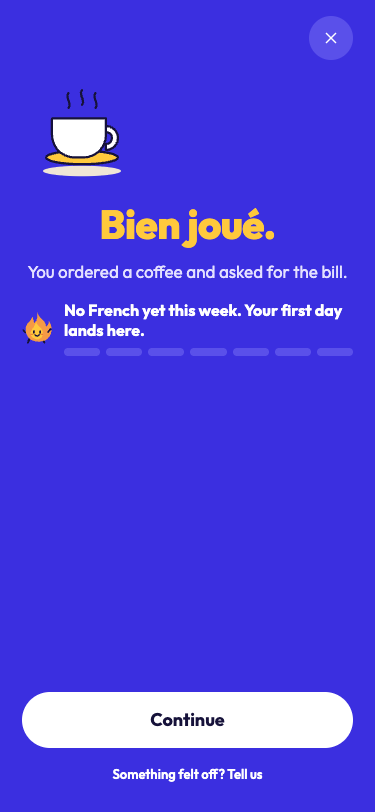 Bien joué.
You ordered a coffee and asked for the bill.
No French yet this week. Your first day
lands here.
Continue
Something felt off? Tell us